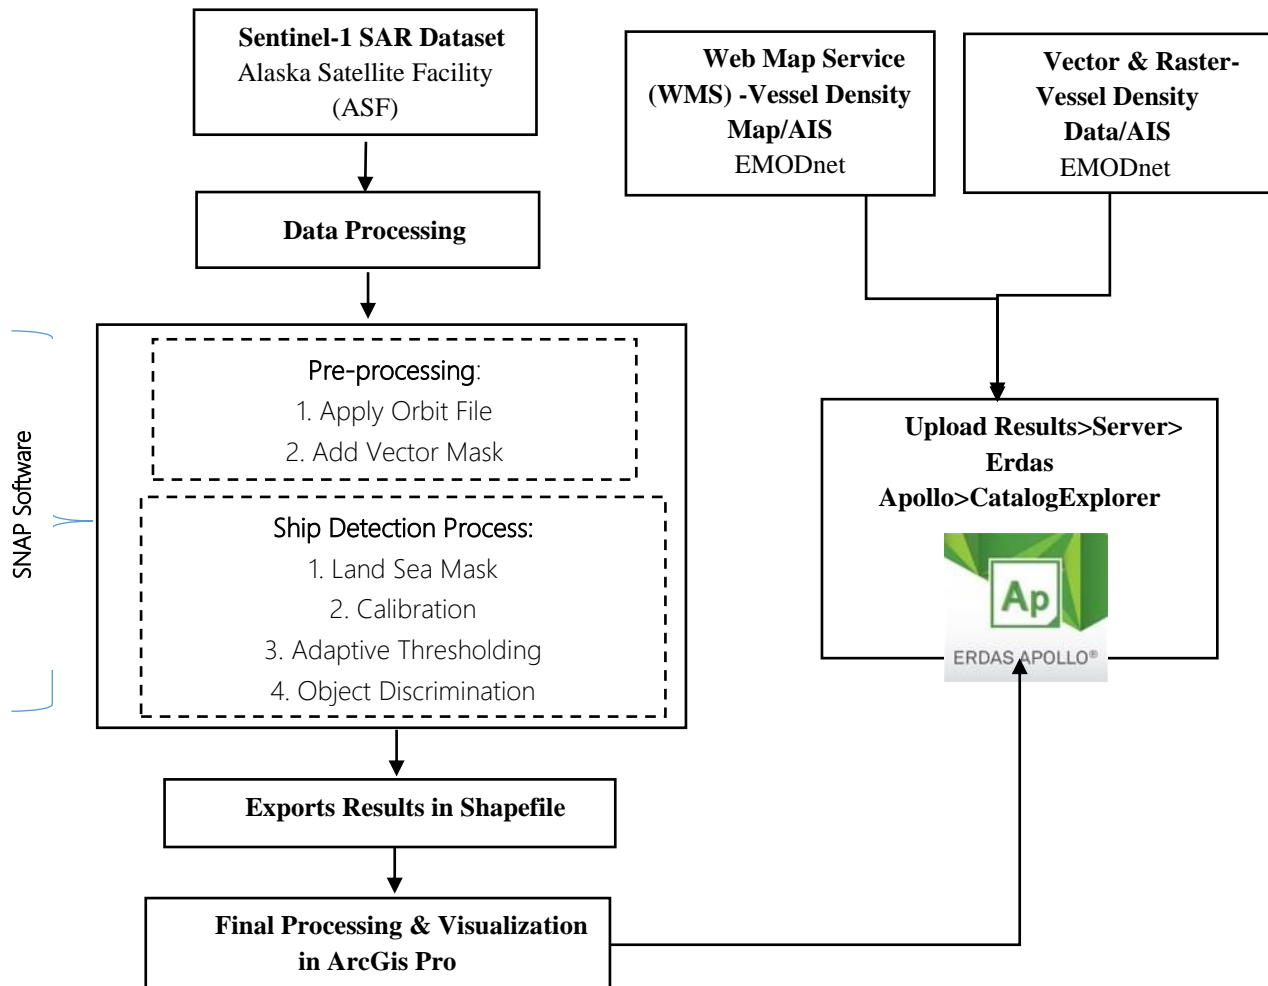 Sentinel-1 SAR Dataset
Alaska Satellite Facility
(ASF)
Data Processing
SNAP Software
Pre-processing:
1. Apply Orbit File
2. Add Vector Mask
Ship Detection Process:
1. Land Sea Mask
2. Calibration
3. Adaptive Thresholding
4. Object Discrimination
Exports Results in Shapefile
Final Processing & Visualization
in ArcGis Pro
Web Map Service
(WMS) -Vessel Density
Map/AIS
EMODnet
Vector & Raster-
Vessel Density
Data/AIS
EMODnet
Upload Results>Server>
Erdas
Apollo>CatalogExplorer
Ap
ERDAS APOLLO®